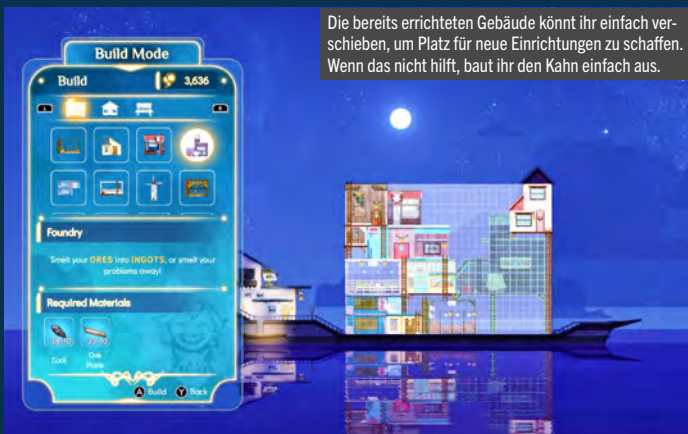 Die bereits errichteten Gebäude könnt ihr einfach ver-
schieben, um Platz für neue Einrichtungen zu schaffen.
Wenn das nicht hilft, baut ihr den Kahn einfach aus.
Build Mode
Build 3,636
L R
Foundry
Smelt your ORES into INGOTS, or smelt your
problems away!
Required Materials
Coal Oak
Plank
A Build Y Back